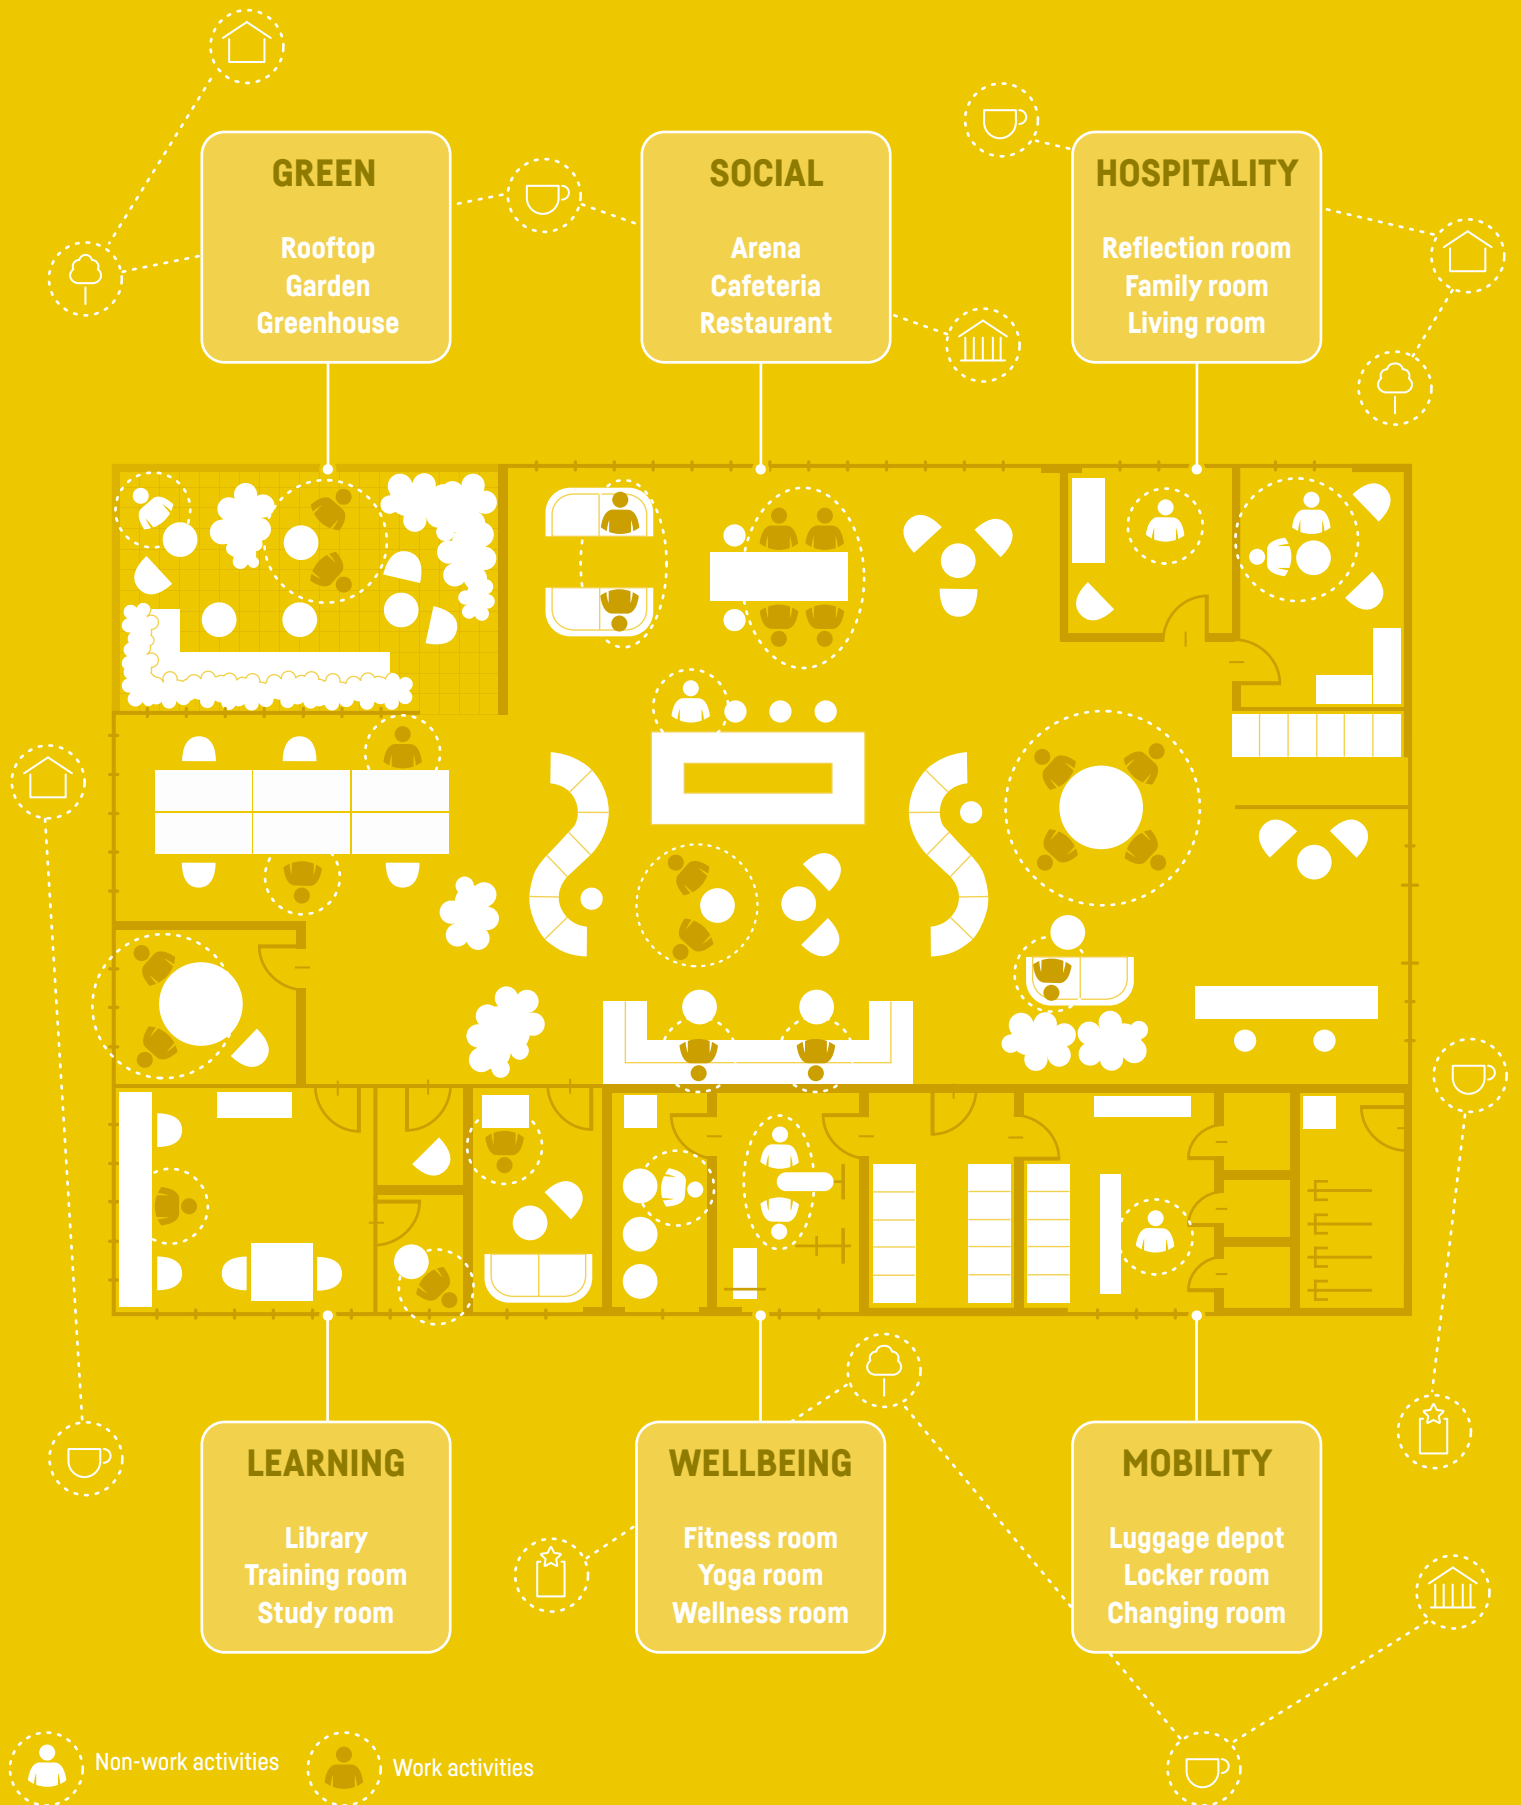 GREEN
Rooftop
Garden
Greenhouse
SOCIAL
Arena
Cafeteria
Restaurant
HOSPITALITY
Reflection room
Family room
Living room
LEARNING
Library
Training room
Study room
WELLBEING
Fitness room
Yoga room
Wellness room
MOBILITY
Luggage depot
Locker room
Changing room
Non-work activities
Work activities